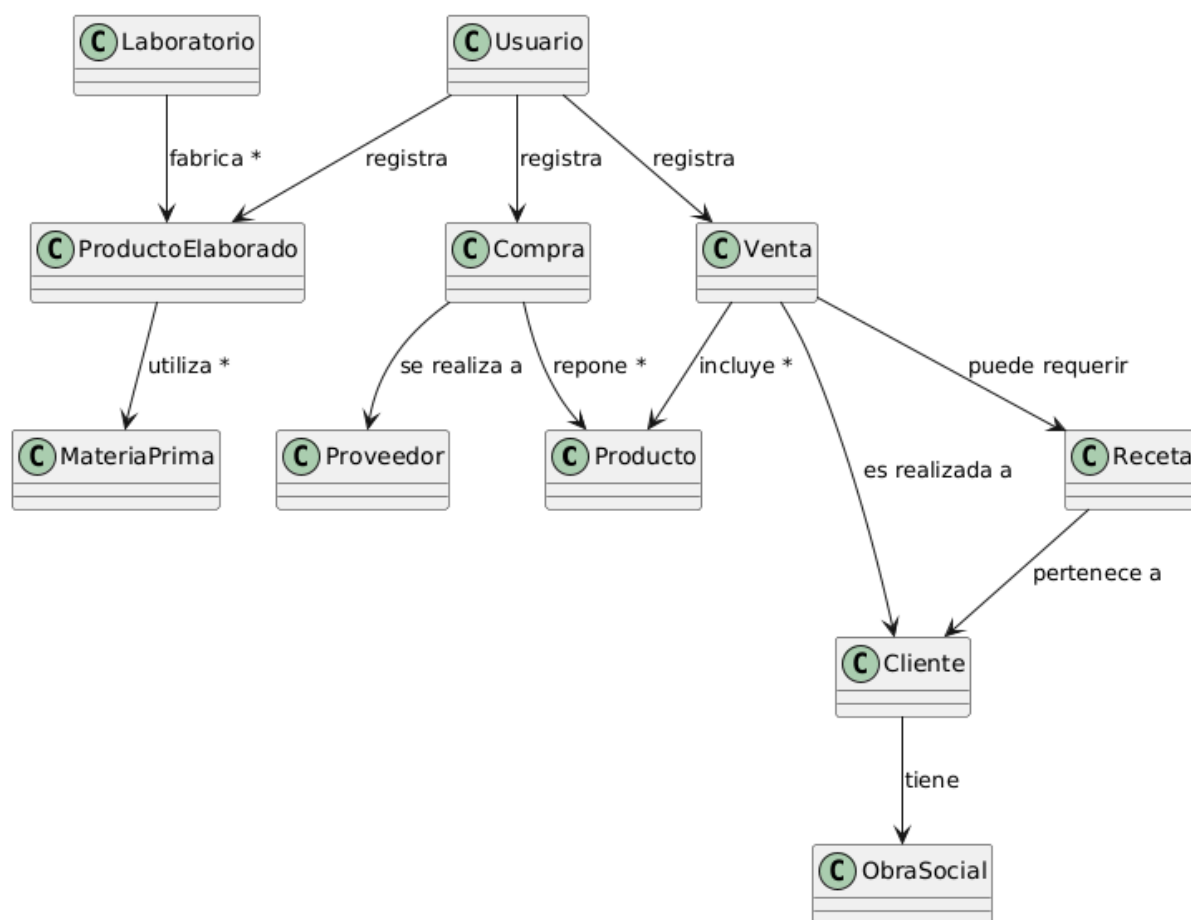 C Laboratorio
C Usuario
fabrica *
registra
registra
registra
C ProductoElaborado
C Compra
C Venta
utiliza *
se realiza a
repone *
incluye *
puede requerir
C MateriaPrima
C Proveedor
C Producto
C Receta
es realizada a
pertenece a
C Cliente
tiene
C ObraSocial